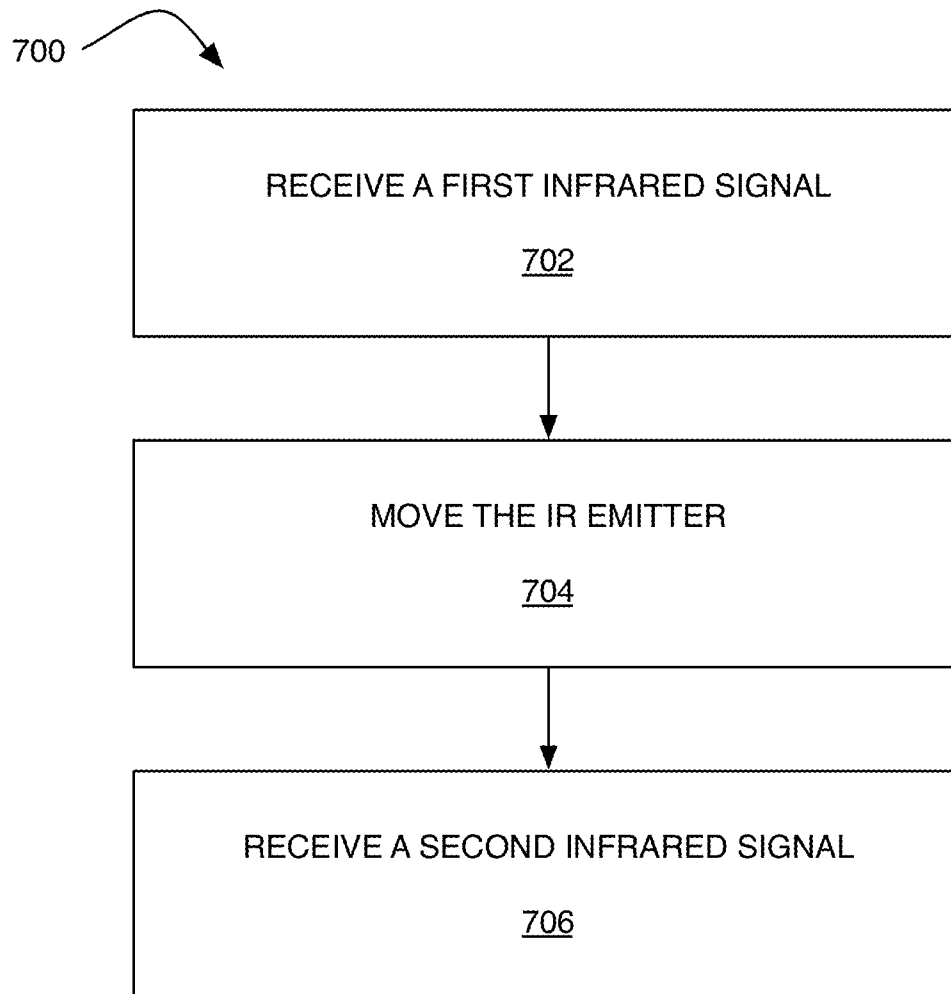 700
RECEIVE A FIRST INFRARED SIGNAL
702
MOVE THE IR EMITTER
704
RECEIVE A SECOND INFRARED SIGNAL
706